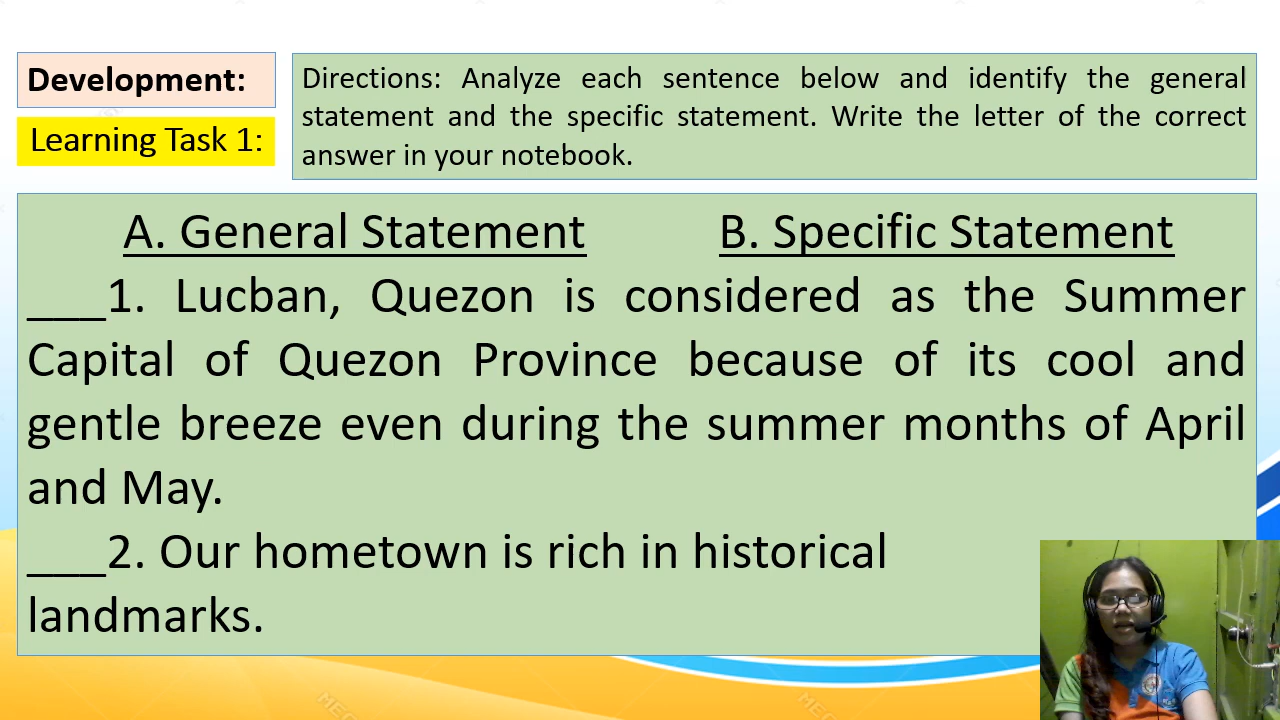 Development:
Learning Task 1:
Directions: Analyze each sentence below and identify the general
statement and the specific statement. Write the letter of the correct
answer in your notebook.
A. General Statement B. Specific Statement
___1. Lucban, Quezon is considered as the Summer
Capital of Quezon Province because of its cool and
gentle breeze even during the summer months of April
and May.
___2. Our hometown is rich in historical
landmarks.